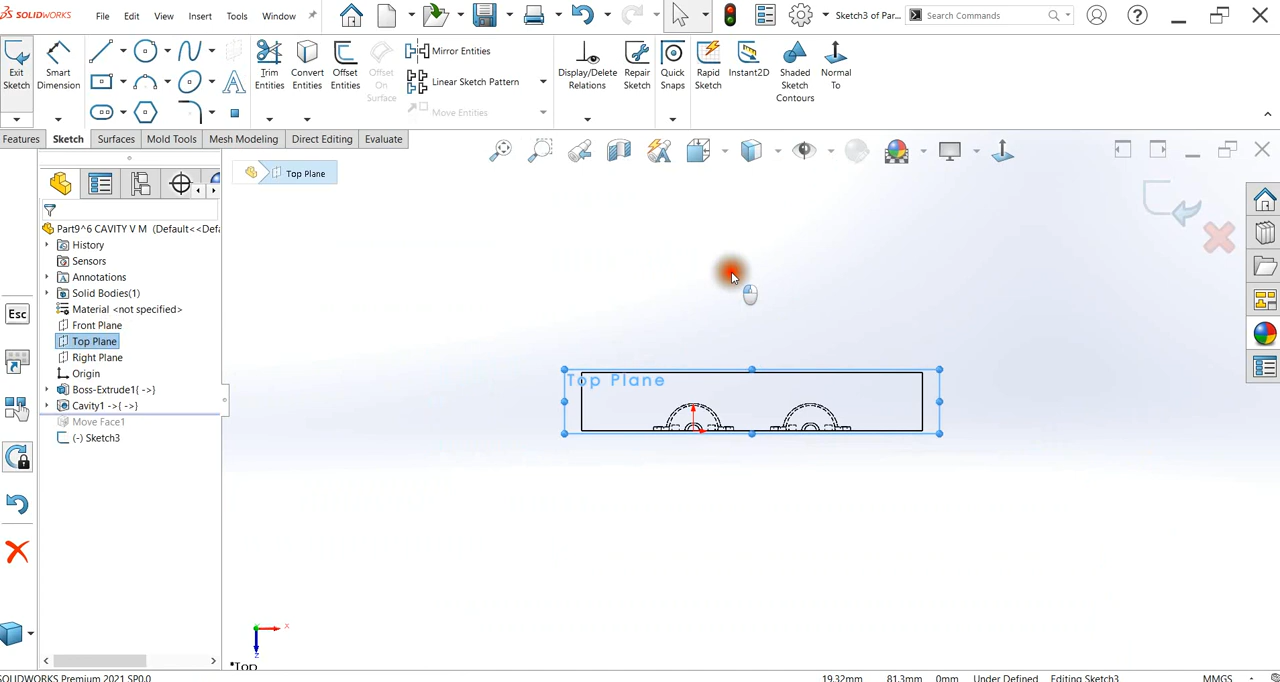 SOLIDWORKS
File Edit View Insert Tools Window
Sketch3 of Par...
Search Commands
Exit Sketch
Smart Dimension
Trim Entities
Convert Entities
Offset Entities
Offset On Surface
Mirror Entities
Linear Sketch Pattern
Move Entities
Display/Delete Relations
Repair Sketch
Quick Snaps
Rapid Sketch
Instant2D
Shaded Sketch Contours
Normal To
Features Sketch Surfaces Mold Tools Mesh Modeling Direct Editing Evaluate
Top Plane
Part9^6 CAVITY V M (Default<<Defa
History
Sensors
Annotations
Solid Bodies(1)
Material <not specified>
Front Plane
Top Plane
Right Plane
Origin
Boss-Extrude1{ ->}
Cavity1 ->{ ->}
Move Face1
(-) Sketch3
Esc
Top Plane
x
z
*Top
SOLIDWORKS Premium 2021 SP0.0
19.32mm 81.3mm 0mm Under Defined Editing Sketch3 MMGS